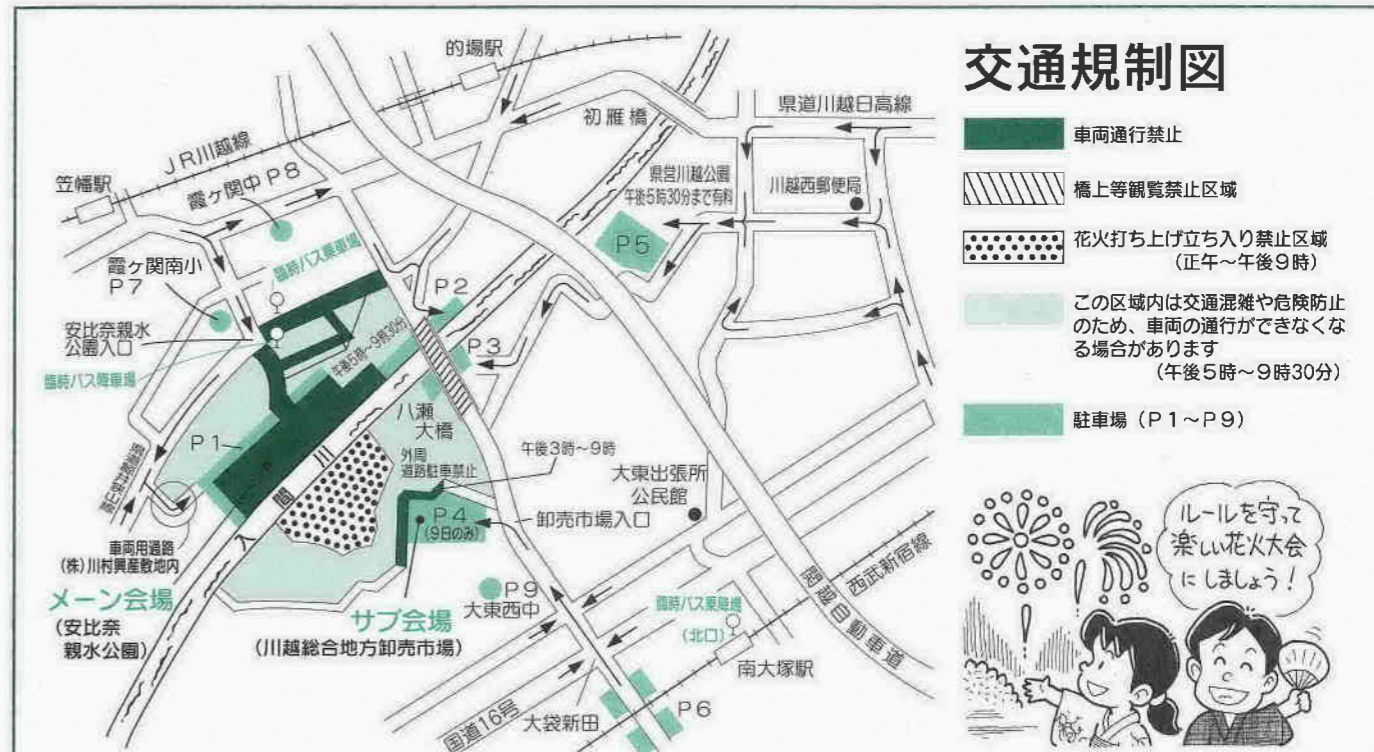 交通規制図
車両通行禁止
橋上等観覧禁止区域
花火打ち上げ立ち入り禁止区域
（正午～午後9時）
この区域内は交通混雑や危険防止
のため、車両の通行ができなくな
る場合があります
（午後5時～9時30分）
駐車場（P1～P9）
ルールを守って
楽しい花火大会
にしましょう！
的場駅
初雁橋
県道川越日高線
JR川越線
笠幡駅
霞ヶ関中 P8
県営川越公園
午後5時30分まで有料
川越西郵便局
P5
臨時バス乗車場
霞ヶ関南小
P7
P2
安比奈親水
公園入口
午後5時～9時30分
P3
臨時バス降車場
八瀬
大橋
P1
外周
道路駐車禁止
午後3時～9時
大東出張所
公民館
入間川
P4
（9日のみ）
卸売市場入口
車両用通路
（株）川村興産敷地内
メーン会場
（安比奈
親水公園）
サブ会場
（川越総合地方卸売市場）
P9
大東西中
臨時バス乗降場
（北口）
西武新宿線
関越自動車道
南大塚駅
国道16号
大袋新田
P6